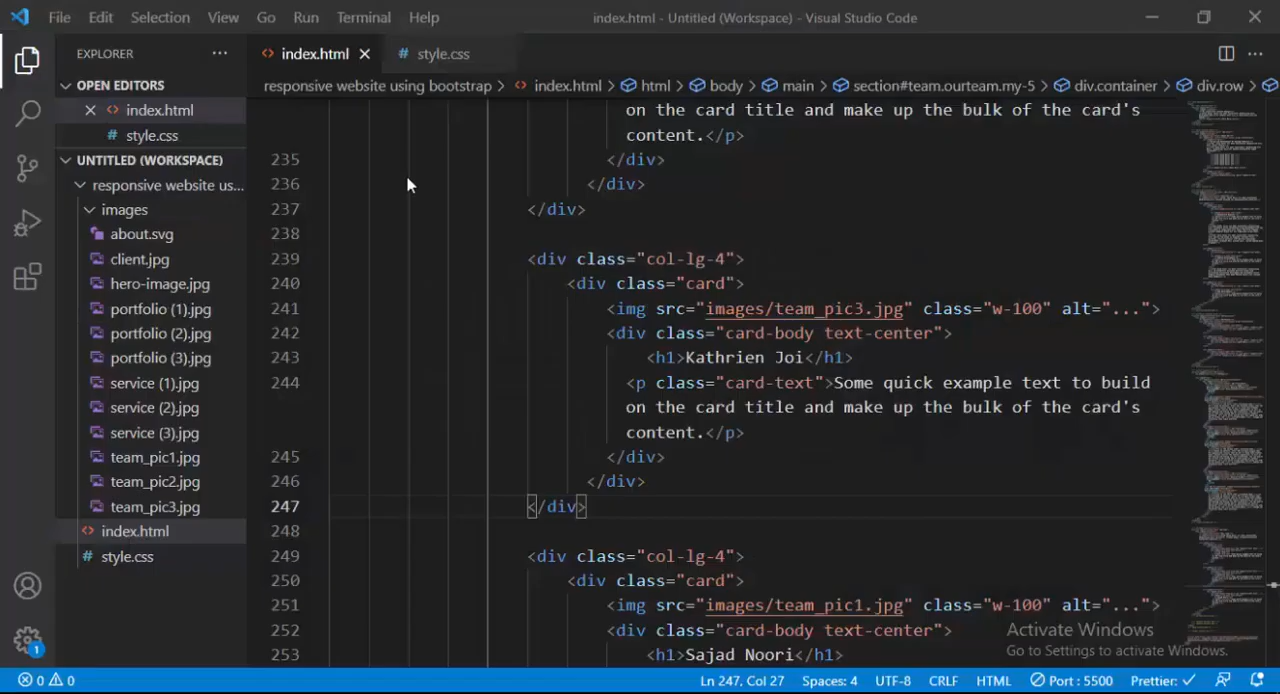 File Edit Selection View Go Run Terminal Help index.html - Untitled (Workspace) - Visual Studio Code
EXPLORER
OPEN EDITORS
index.html
style.css
UNTITLED (WORKSPACE)
responsive website us...
images
about.svg
client.jpg
hero-image.jpg
portfolio (1).jpg
portfolio (2).jpg
portfolio (3).jpg
service (1).jpg
service (2).jpg
service (3).jpg
team_pic1.jpg
team_pic2.jpg
team_pic3.jpg
index.html
style.css
1
index.html style.css
responsive website using bootstrap > index.html > html > body > main > section#team.ourteam.my-5 > div.container > div.row >
on the card title and make up the bulk of the card's
content.</p>
235 </div>
236 </div>
237 </div>
238
239 <div class="col-lg-4">
240 <div class="card">
241 <img src="images/team_pic3.jpg" class="w-100" alt="...">
242 <div class="card-body text-center">
243 <h1>Kathrien Joi</h1>
244 <p class="card-text">Some quick example text to build
on the card title and make up the bulk of the card's
content.</p>
245 </div>
246 </div>
247 </div>
248
249 <div class="col-lg-4">
250 <div class="card">
251 <img src="images/team_pic1.jpg" class="w-100" alt="...">
252 <div class="card-body text-center">
253 <h1>Sajad Noori</h1>
Activate Windows
Go to Settings to activate Windows.
0 0 Ln 247, Col 27 Spaces: 4 UTF-8 CRLF HTML Port : 5500 Prettier: ✓